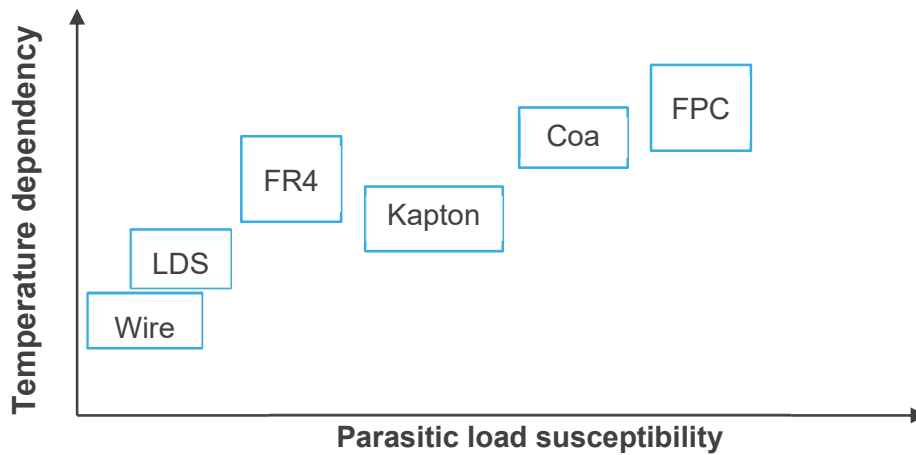 Temperature dependency
FPC
Coa
FR4
Kapton
LDS
Wire
Parasitic load susceptibility